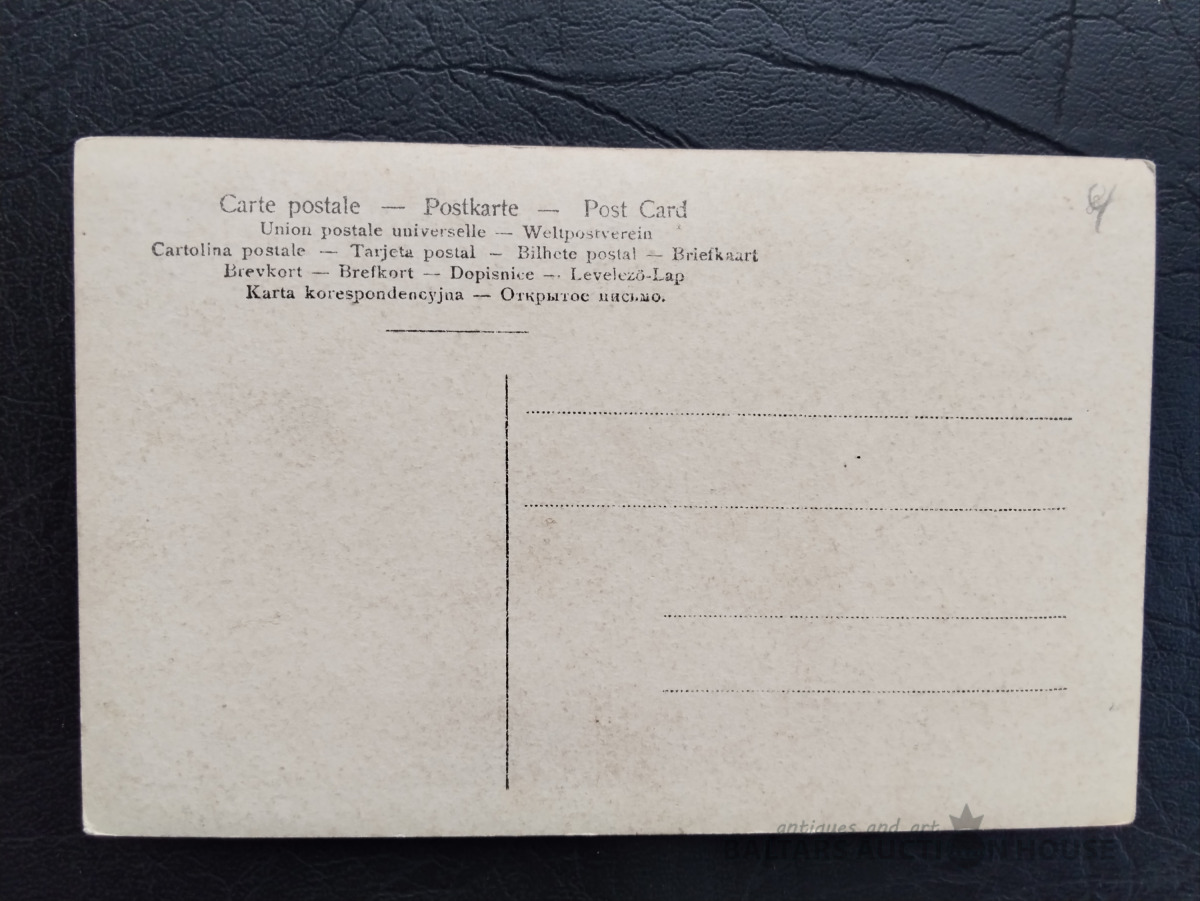 Carte postale — Postkarte — Post Card
Union postale universelle — Weltpostverein
Cartolina postale — Tarjeta postal — Bilhete postal — Briefkaart
Brevkort — Brefkort — Dopisnice — Levelező-Lap
Karta korespondencyjna — Открытое письмо.
antiques and art
BALTARS AUCTION HOUSE